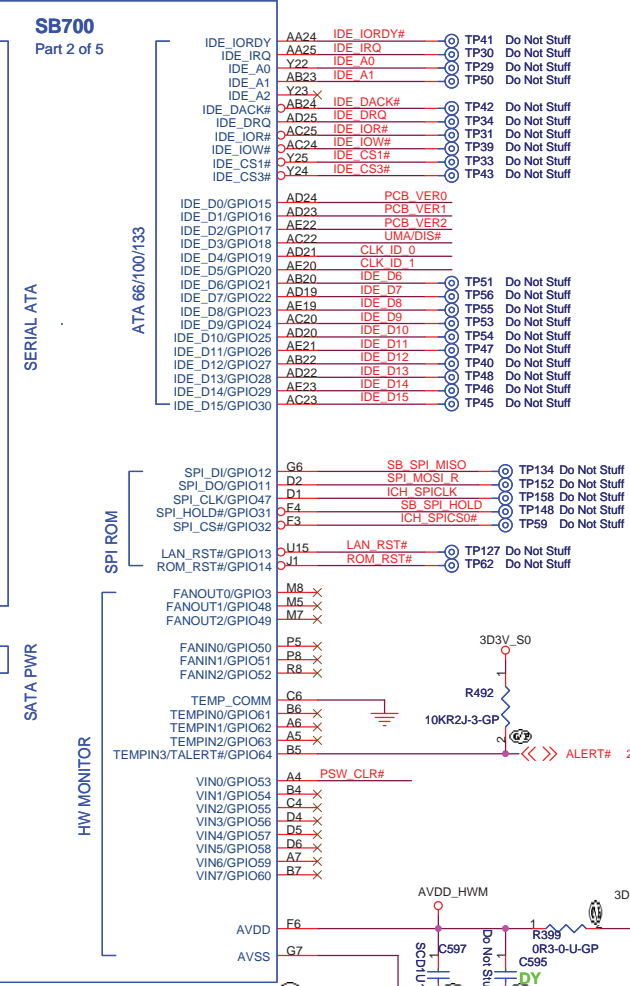 SB700
Part 2 of 5
SERIAL ATA
SATA PWR
ATA 66/100/133
SPI ROM
HW MONITOR
IDE_IORDY AA24 IDE_IORDY# TP41 Do Not Stuff
IDE_IRQ AA25 IDE_IRQ TP30 Do Not Stuff
IDE_A0 Y22 IDE_A0 TP29 Do Not Stuff
IDE_A1 AB23 IDE_A1 TP50 Do Not Stuff
IDE_A2 Y23
IDE_DACK# AB24 IDE_DACK# TP42 Do Not Stuff
IDE_DRQ AD25 IDE_DRQ TP34 Do Not Stuff
IDE_IOR# AC25 IDE_IOR# TP31 Do Not Stuff
IDE_IOW# AC24 IDE_IOW# TP39 Do Not Stuff
IDE_CS1# Y25 IDE_CS1# TP33 Do Not Stuff
IDE_CS3# Y24 IDE_CS3# TP43 Do Not Stuff
IDE_D0/GPIO15 AD24 PCB_VER0
IDE_D1/GPIO16 AD23 PCB_VER1
IDE_D2/GPIO17 AE22 PCB_VER2
IDE_D3/GPIO18 AC22 UMA/DIS#
IDE_D4/GPIO19 AD21 CLK_ID_0
IDE_D5/GPIO20 AE20 CLK_ID_1
IDE_D6/GPIO21 AB20 IDE_D6 TP51 Do Not Stuff
IDE_D7/GPIO22 AD19 IDE_D7 TP56 Do Not Stuff
IDE_D8/GPIO23 AE19 IDE_D8 TP55 Do Not Stuff
IDE_D9/GPIO24 AC20 IDE_D9 TP53 Do Not Stuff
IDE_D10/GPIO25 AD20 IDE_D10 TP54 Do Not Stuff
IDE_D11/GPIO26 AE21 IDE_D11 TP47 Do Not Stuff
IDE_D12/GPIO27 AB22 IDE_D12 TP40 Do Not Stuff
IDE_D13/GPIO28 AD22 IDE_D13 TP48 Do Not Stuff
IDE_D14/GPIO29 AE23 IDE_D14 TP46 Do Not Stuff
IDE_D15/GPIO30 AC23 IDE_D15 TP45 Do Not Stuff
SPI_DI/GPIO12 G6 SB_SPI_MISO TP134 Do Not Stuff
SPI_DO/GPIO11 D2 SPI_MOSI_R TP152 Do Not Stuff
SPI_CLK/GPIO47 D1 ICH_SPICLK TP158 Do Not Stuff
SPI_HOLD#/GPIO31 F4 SB_SPI_HOLD TP148 Do Not Stuff
SPI_CS#/GPIO32 F3 ICH_SPICS0# TP59 Do Not Stuff
LAN_RST#/GPIO13 U15 LAN_RST# TP127 Do Not Stuff
ROM_RST#/GPIO14 J1 ROM_RST# TP62 Do Not Stuff
FANOUT0/GPIO3 M8
FANOUT1/GPIO48 M5
FANOUT2/GPIO49 M7
FANIN0/GPIO50 P5
FANIN1/GPIO51 P8
FANIN2/GPIO52 R8
3D3V_S0
1
R492
10KR2J-3-GP
2
TEMP_COMM C6
TEMPIN0/GPIO61 B6
TEMPIN1/GPIO62 A6
TEMPIN2/GPIO63 A5
TEMPIN3/TALERT#/GPIO64 B5 ALERT# 2
VIN0/GPIO53 A4 PSW_CLR#
VIN1/GPIO54 B4
VIN2/GPIO55 C4
VIN3/GPIO56 D4
VIN4/GPIO57 D5
VIN5/GPIO58 D6
VIN6/GPIO59 A7
VIN7/GPIO60 B7
AVDD_HWM
3D
AVDD F6
1
R399
0R3-0-U-GP
AVSS G7
C597
SCD1U
1
Do Not Stu
1
C595
DY